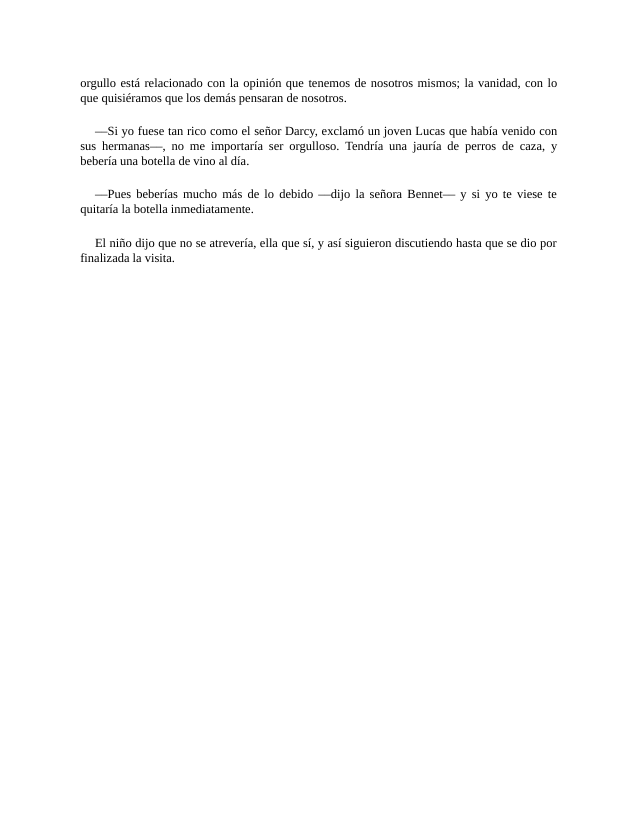 orgullo está relacionado con la opinión que tenemos de nosotros mismos; la vanidad, con lo
que quisiéramos que los demás pensaran de nosotros.
—Si yo fuese tan rico como el señor Darcy, exclamó un joven Lucas que había venido con
sus hermanas—, no me importaría ser orgulloso. Tendría una jauría de perros de caza, y
bebería una botella de vino al día.
—Pues beberías mucho más de lo debido —dijo la señora Bennet— y si yo te viese te
quitaría la botella inmediatamente.
El niño dijo que no se atrevería, ella que sí, y así siguieron discutiendo hasta que se dio por
finalizada la visita.